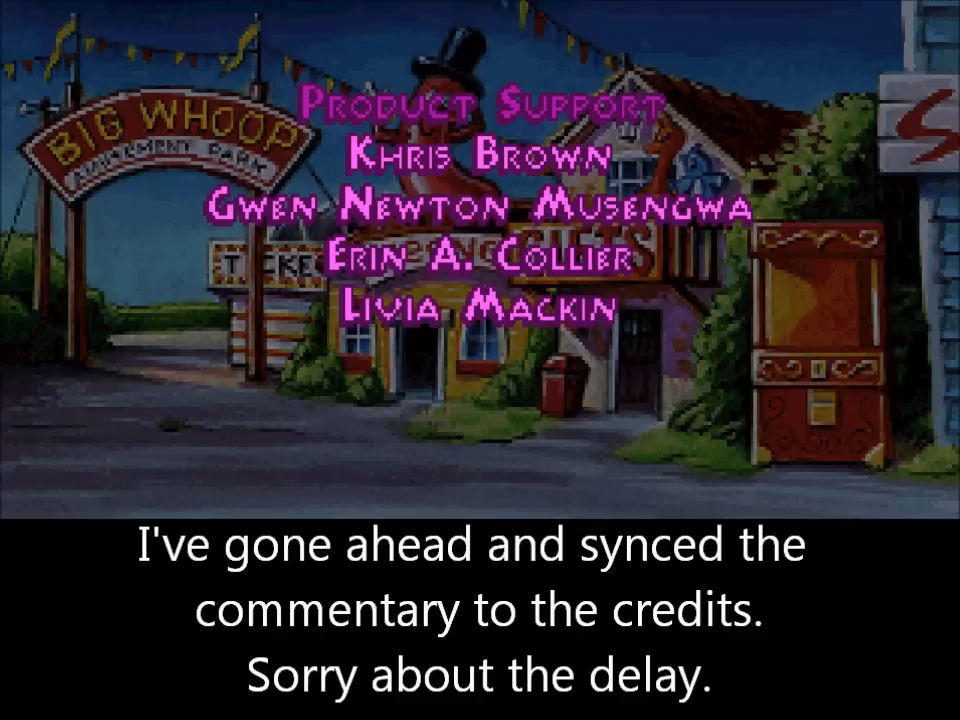 BIG WHOOP
AMUSEMENT PARK
Product Support
Khris Brown
Gwen Newton Musengwa
Erin A. Collier
Livia Mackin
I've gone ahead and synced the
commentary to the credits.
Sorry about the delay.